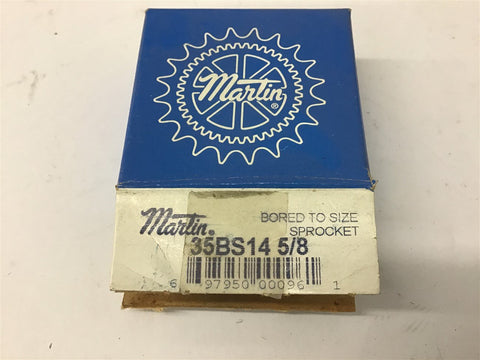 Martin®
Martin®
BORED TO SIZE
SPROCKET
35BS14 5/8
6 97950 00096 1